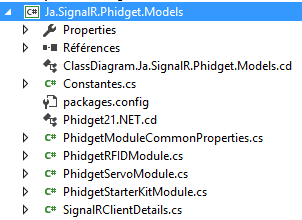 C# Ja.SignalR.Phidget.Models
Properties
Références
ClassDiagram.Ja.SignalR.Phidget.Models.cd
C# Constantes.cs
packages.config
Phidget21.NET.cd
C# PhidgetModuleCommonProperties.cs
C# PhidgetRFIDModule.cs
C# PhidgetServoModule.cs
C# PhidgetStarterKitModule.cs
C# SignalRClientDetails.cs